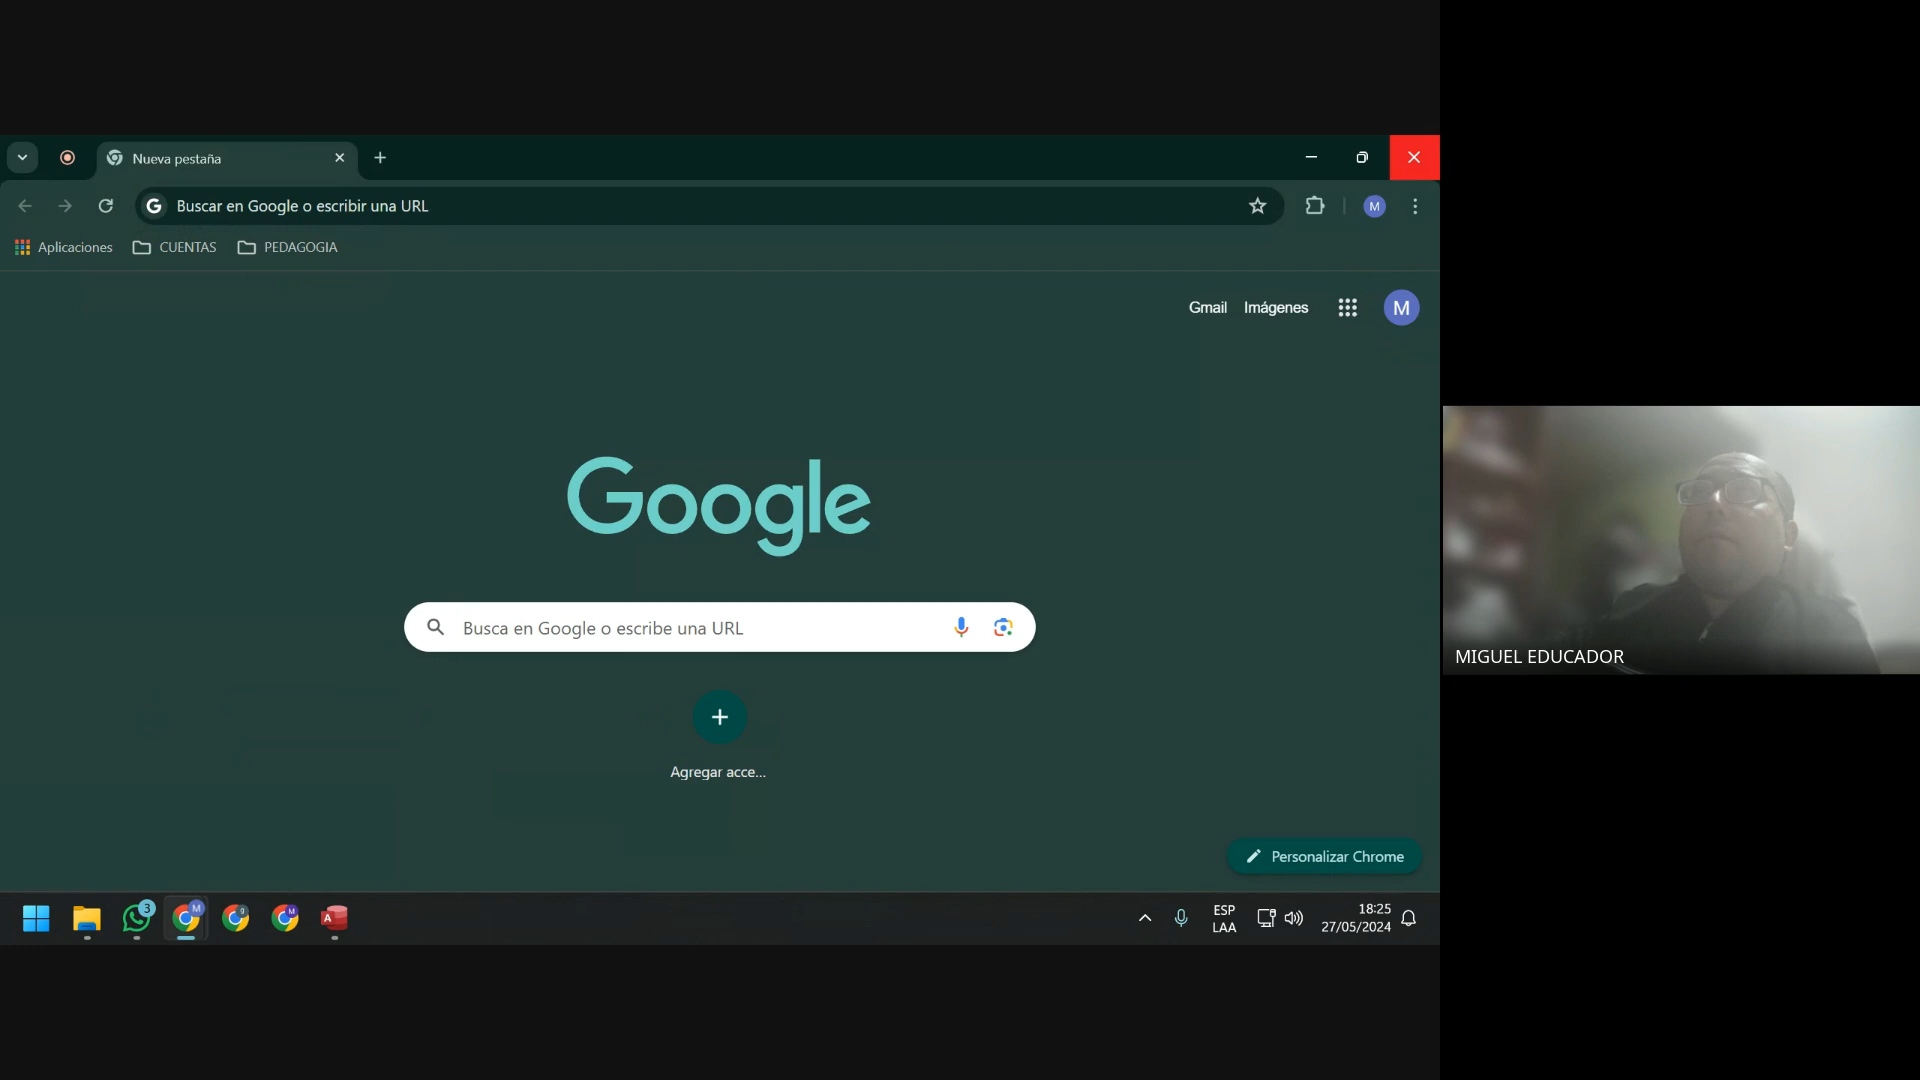 Nueva pestaña
Buscar en Google o escribir una URL
M
Aplicaciones
CUENTAS
PEDAGOGIA
Gmail
Imágenes
M
Google
Busca en Google o escribe una URL
Agregar acce...
Personalizar Chrome
MIGUEL EDUCADOR
3
M
g
M
A
ESP
LAA
18:25
27/05/2024